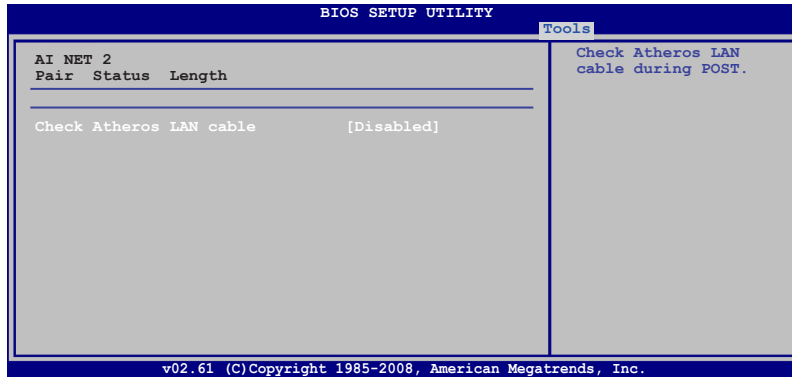 BIOS SETUP UTILITY
Tools
AI NET 2
Pair Status Length
Check Atheros LAN cable [Disabled]
Check Atheros LAN
cable during POST.
v02.61 (C)Copyright 1985-2008, American Megatrends, Inc.